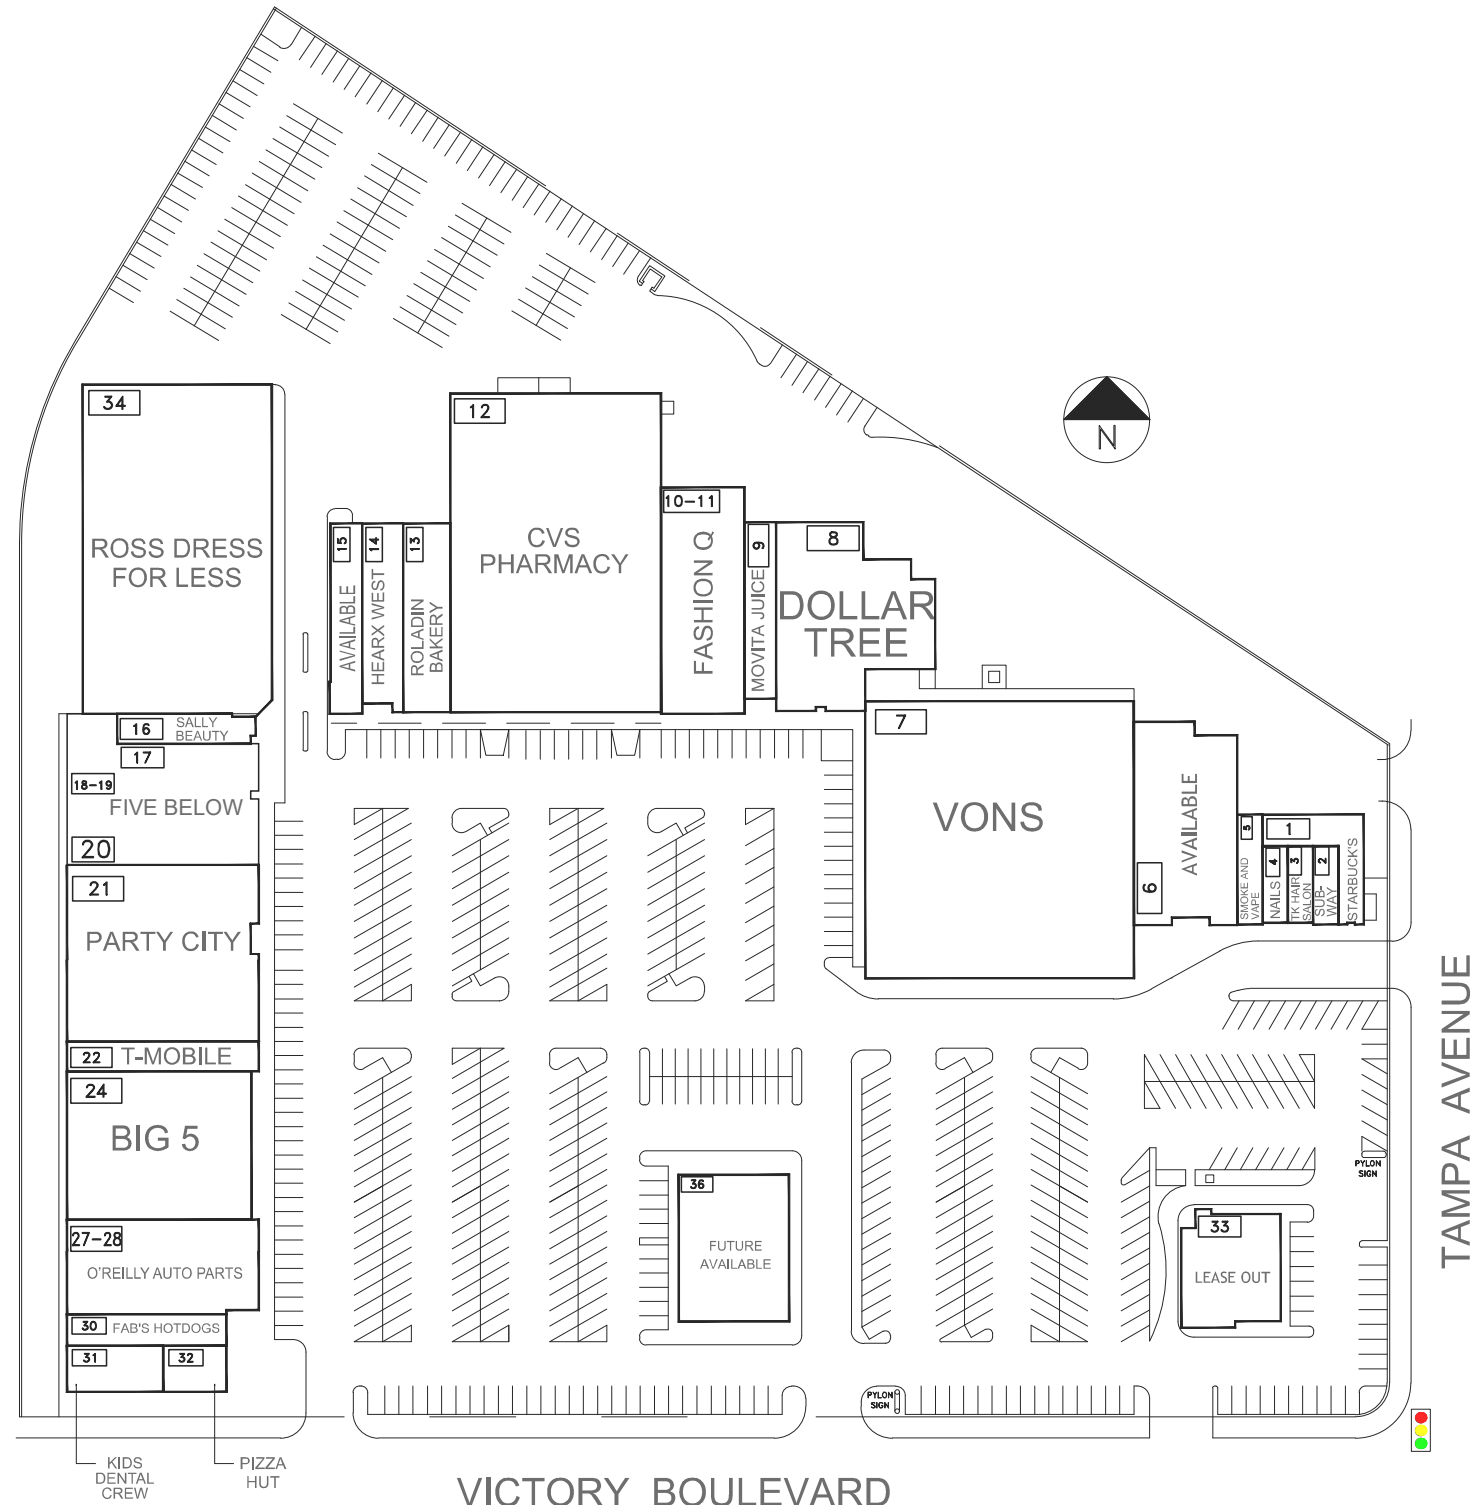 34
ROSS DRESS
FOR LESS
12
CVS
PHARMACY
N
10-11
FASHION Q
9
MOVITA JUICE
8
DOLLAR
TREE
15
AVAILABLE
14
HEARX WEST
13
ROLADIN
BAKERY
16
SALLY
BEAUTY
17
18-19
FIVE BELOW
20
7
VONS
6
AVAILABLE
5
SMOKE AND
VAPE
1
4
NAILS
3
TK HAIR
SALON
2
SUB-
WAY
STARBUCK'S
21
PARTY CITY
22
T-MOBILE
24
BIG 5
27-28
O'REILLY AUTO PARTS
30
FAB'S HOTDOGS
31
32
KIDS
DENTAL
CREW
PIZZA
HUT
36
FUTURE
AVAILABLE
33
LEASE OUT
PYLON
SIGN
PYLON
SIGN
TAMPA AVENUE
VICTORY BOULEVARD